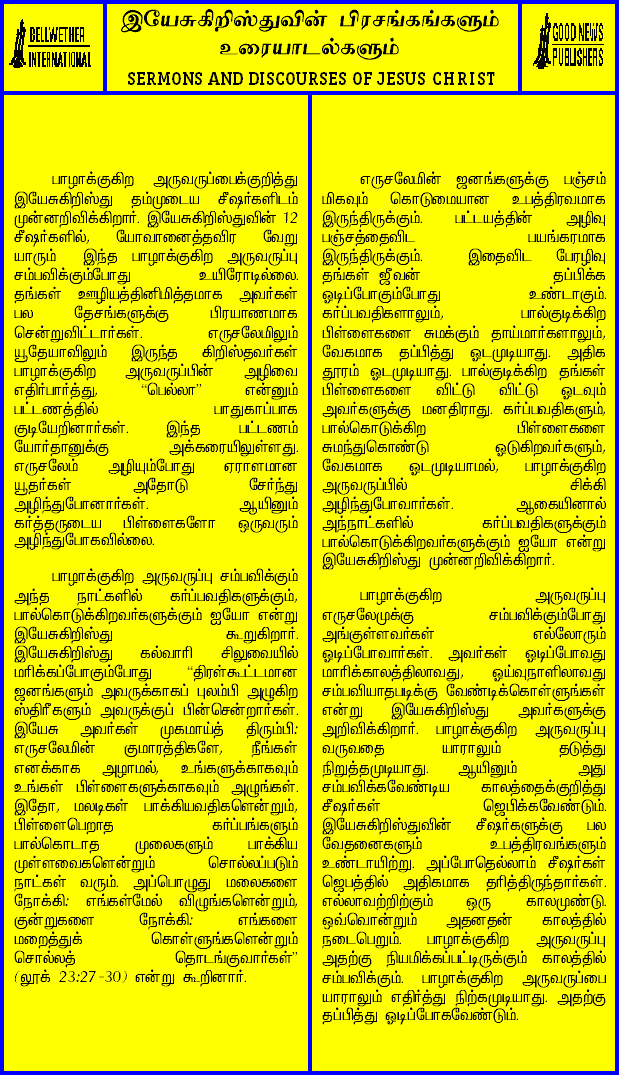 BELLWETHER
INTERNATIONAL
இயேசுகிறிஸ்துவின் பிரசங்கங்களும்
உரையாடல்களும்
SERMONS AND DISCOURSES OF JESUS CHRIST
GOOD NEWS
PUBLISHERS
பாழாக்குகிற அருவருப்பைக்குறித்து
இயேசுகிறிஸ்து தம்முடைய சீஷர்களிடம்
முன்னறிவிக்கிறார். இயேசுகிறிஸ்துவின் 12
சீஷர்களில், யோவானைத்தவிர வேறு
யாரும் இந்த பாழாக்குகிற அருவருப்பு
சம்பவிக்கும்போது உயிரோடில்லை.
தங்கள் ஊழியத்தினிமித்தமாக அவர்கள்
பல தேசங்களுக்கு பிரயாணமாக
சென்றுவிட்டார்கள். எருசலேமிலும்
யூதேயாவிலும் இருந்த கிறிஸ்தவர்கள்
பாழாக்குகிற அருவருப்பின் அழிவை
எதிர்பார்த்து, “பெல்லா” என்னும்
பட்டணத்தில் பாதுகாப்பாக
குடியேறினார்கள். இந்த பட்டணம்
யோர்தானுக்கு அக்கரையிலுள்ளது.
எருசலேம் அழியும்போது ஏராளமான
யூதர்கள் அதோடு சேர்ந்து
அழிந்துபோனார்கள். ஆயினும்
கர்த்தருடைய பிள்ளைகளோ ஒருவரும்
அழிந்துபோகவில்லை.
பாழாக்குகிற அருவருப்பு சம்பவிக்கும்
அந்த நாட்களில் கர்ப்பவதிகளுக்கும்,
பால்கொடுக்கிறவர்களுக்கும் ஐயோ என்று
இயேசுகிறிஸ்து கூறுகிறார்.
இயேசுகிறிஸ்து கல்வாரி சிலுவையில்
மரிக்கப்போகும்போது “திரள்கூட்டமான
ஜனங்களும் அவருக்காகப் புலம்பி அழுகிற
ஸ்திரீகளும் அவருக்குப் பின்சென்றார்கள்.
இயேசு அவர்கள் முகமாய்த் திரும்பி:
எருசலேமின் குமாரத்திகளே, நீங்கள்
எனக்காக அழாமல், உங்களுக்காகவும்
உங்கள் பிள்ளைகளுக்காகவும் அழுங்கள்.
இதோ, மலடிகள் பாக்கியவதிகளென்றும்,
பிள்ளைபெறாத கர்ப்பங்களும்
பால்கொடாத முலைகளும் பாக்கிய
முள்ளவைகளென்றும் சொல்லப்படும்
நாட்கள் வரும். அப்பொழுது மலைகளை
நோக்கி: எங்கள்மேல் விழுங்களென்றும்,
குன்றுகளை நோக்கி: எங்களை
மறைத்துக் கொள்ளுங்களென்றும்
சொல்லத் தொடங்குவார்கள்”
(லூக் 23:27-30) என்று கூறினார்.
எருசலேமின் ஜனங்களுக்கு பஞ்சம்
மிகவும் கொடுமையான உபத்திரவமாக
இருந்திருக்கும். பட்டயத்தின் அழிவு
பஞ்சத்தைவிட பயங்கரமாக
இருந்திருக்கும். இதைவிட பேரழிவு
தங்கள் ஜீவன் தப்பிக்க
ஓடிப்போகும்போது உண்டாகும்.
கர்ப்பவதிகளாலும், பால்குடிக்கிற
பிள்ளைகளை சுமக்கும் தாய்மார்களாலும்,
வேகமாக தப்பித்து ஓடமுடியாது. அதிக
தூரம் ஓடமுடியாது. பால்குடிக்கிற தங்கள்
பிள்ளைகளை விட்டு விட்டு ஓடவும்
அவர்களுக்கு மனதிராது. கர்ப்பவதிகளும்,
பால்கொடுக்கிற பிள்ளைகளை
சுமந்துகொண்டு ஓடுகிறவர்களும்,
வேகமாக ஓடமுடியாமல், பாழாக்குகிற
அருவருப்பில் சிக்கி
அழிந்துபோவார்கள். ஆகையினால்
அந்நாட்களில் கர்ப்பவதிகளுக்கும்
பால்கொடுக்கிறவர்களுக்கும் ஐயோ என்று
இயேசுகிறிஸ்து முன்னறிவிக்கிறார்.
பாழாக்குகிற அருவருப்பு
எருசலேமுக்கு சம்பவிக்கும்போது
அங்குள்ளவர்கள் எல்லோரும்
ஓடிப்போவார்கள். அவர்கள் ஓடிப்போவது
மாரிக்காலத்திலாவது, ஓய்வுநாளிலாவது
சம்பவியாதபடிக்கு வேண்டிக்கொள்ளுங்கள்
என்று இயேசுகிறிஸ்து அவர்களுக்கு
அறிவிக்கிறார். பாழாக்குகிற அருவருப்பு
வருவதை யாராலும் தடுத்து
நிறுத்தமுடியாது. ஆயினும் அது
சம்பவிக்கவேண்டிய காலத்தைக்குறித்து
சீஷர்கள் ஜெபிக்கவேண்டும்.
இயேசுகிறிஸ்துவின் சீஷர்களுக்கு பல
வேதனைகளும் உபத்திரவங்களும்
உண்டாயிற்று. அப்போதெல்லாம் சீஷர்கள்
ஜெபத்தில் அதிகமாக தரித்திருந்தார்கள்.
எல்லாவற்றிற்கும் ஒரு காலமுண்டு.
ஒவ்வொன்றும் அதனதன் காலத்தில்
நடைபெறும். பாழாக்குகிற அருவருப்பு
அதற்கு நியமிக்கப்பட்டிருக்கும் காலத்தில்
சம்பவிக்கும். பாழாக்குகிற அருவருப்பை
யாராலும் எதிர்த்து நிற்கமுடியாது. அதற்கு
தப்பித்து ஓடிப்போகவேண்டும்.